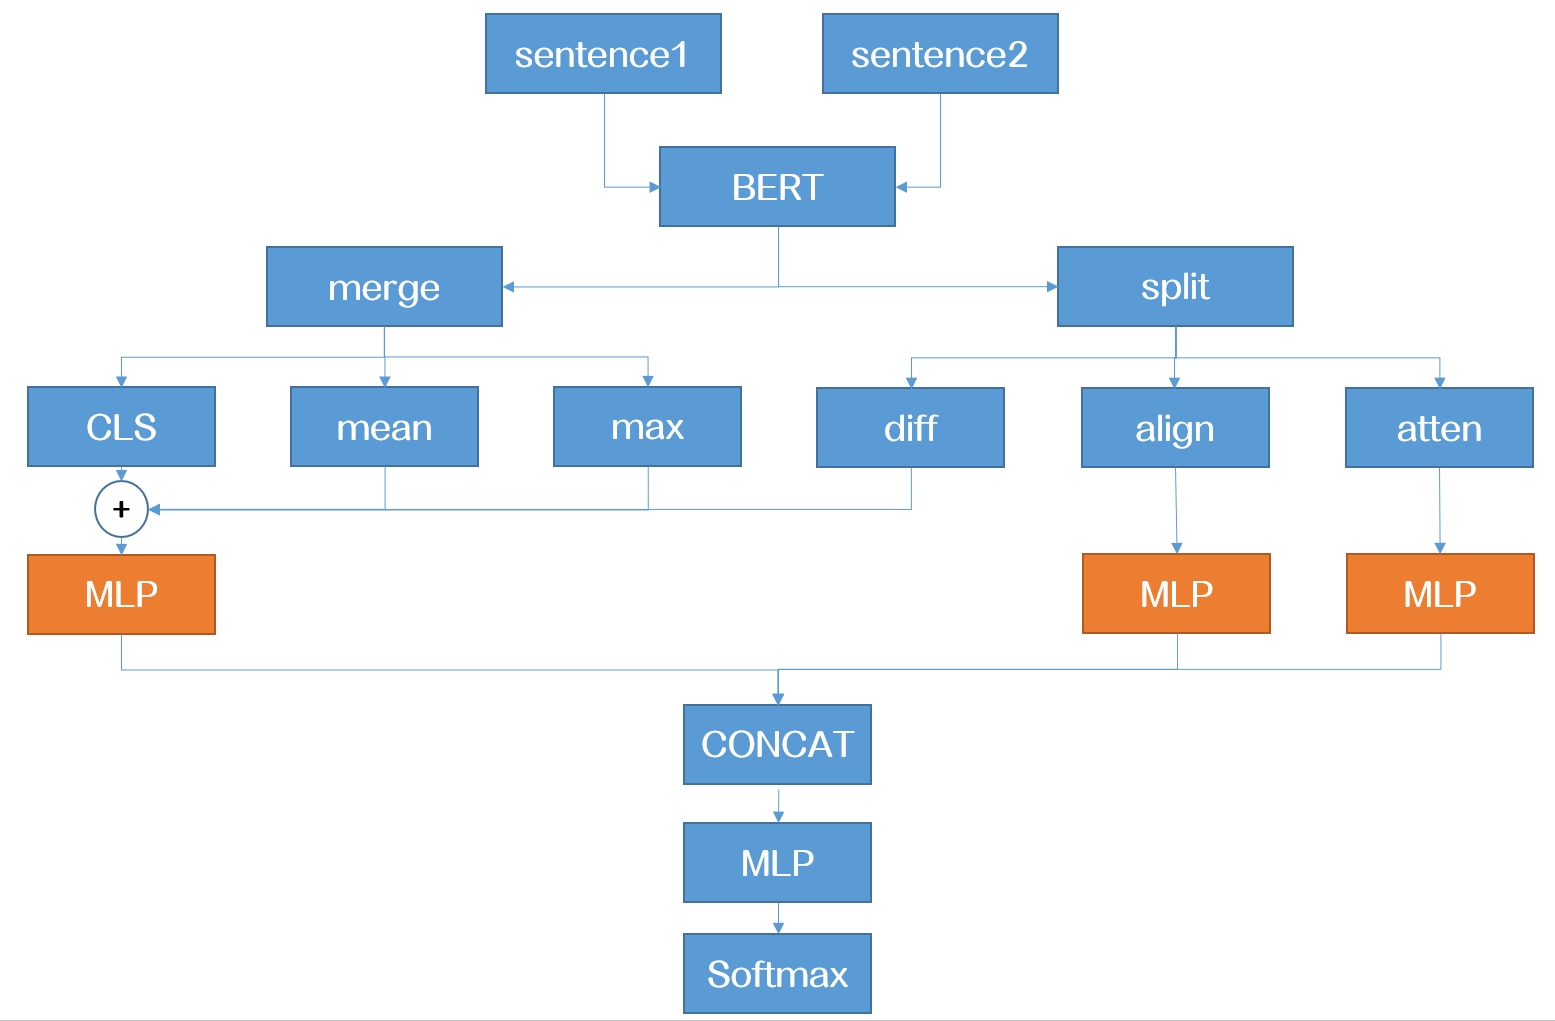 sentence1
sentence2
BERT
merge
split
CLS
mean
max
diff
align
atten
+
MLP
MLP
MLP
CONCAT
MLP
Softmax